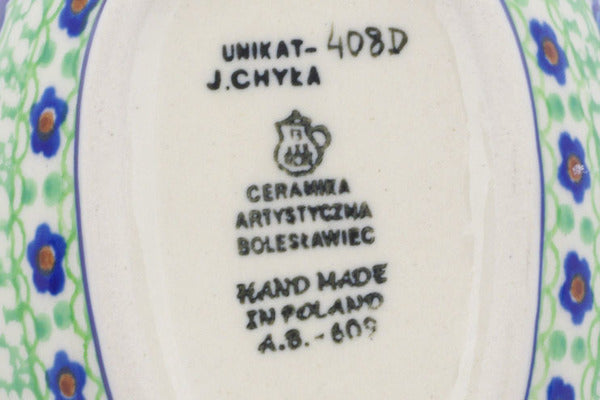 UNIKAT- 408D
J.CHYŁA
B
CERAMIKA
ARTYSTYCZNA
BOLESŁAWIEC
HAND MADE
IN POLAND
A.B.-609